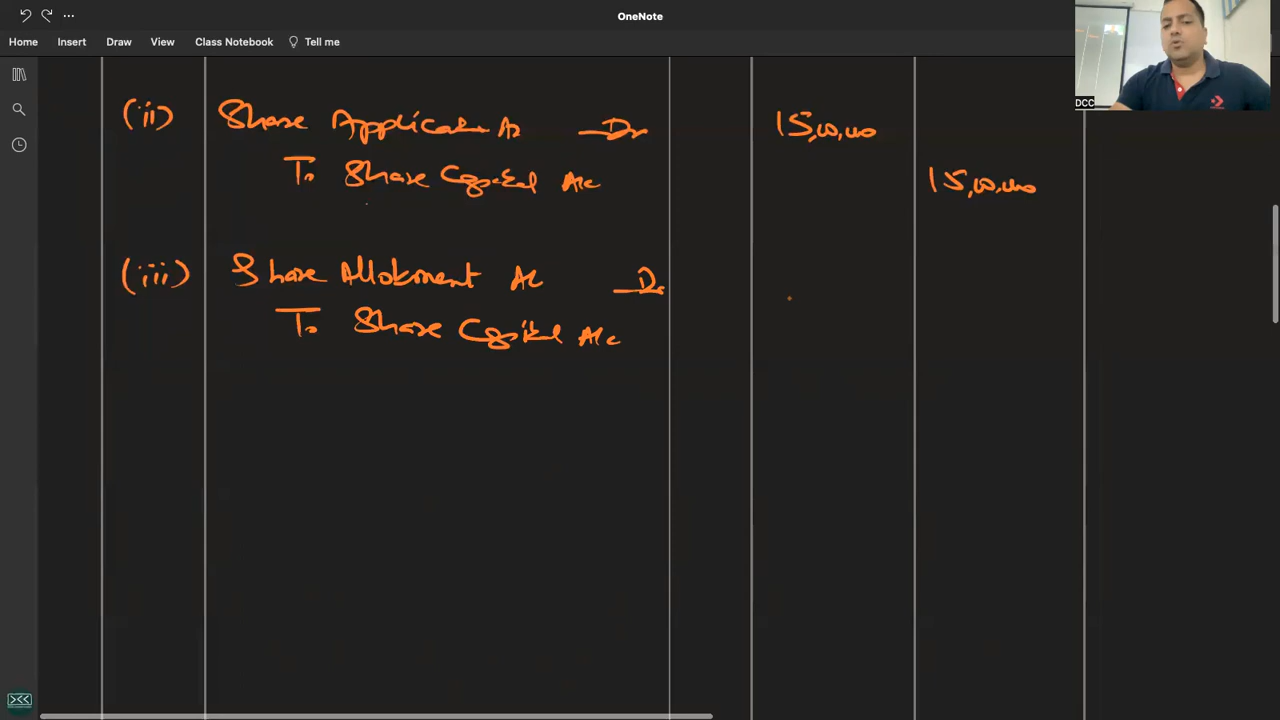 OneNote
Home Insert Draw View Class Notebook Tell me
DCC
(ii) Share Applicate A/c Dr 15,00,000
To Share Capital A/c 15,00,000
(iii) Share Allotment A/c Dr
To Share Capital A/c